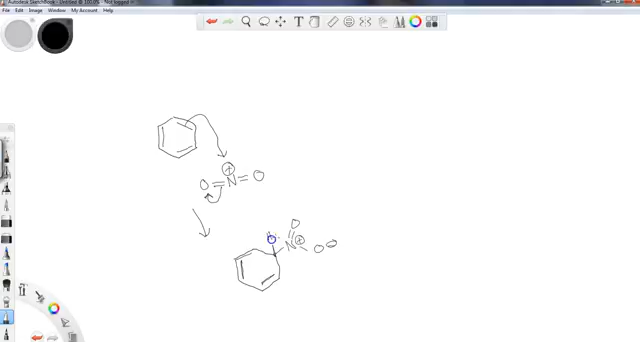 Autodesk SketchBook - Untitled @ 100.0% - Not logged in
File Edit Image Window My Account Help
T
O = N = O
O
N
O